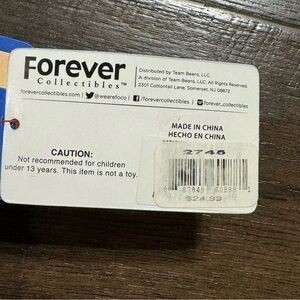 Forever
Collectibles™
Distributed by Team Beans, LLC.
A division of Team Beans, LLC. All Rights Reserved.
2301 Cottontail Lane, Somerset, NJ 08873
forevercollectibles.com | @wearefoco | /forevercollectibles | forever_collectibles
MADE IN CHINA
HECHO EN CHINA
CAUTION:
Not recommended for children
under 13 years. This item is not a toy.
2746
$24.99